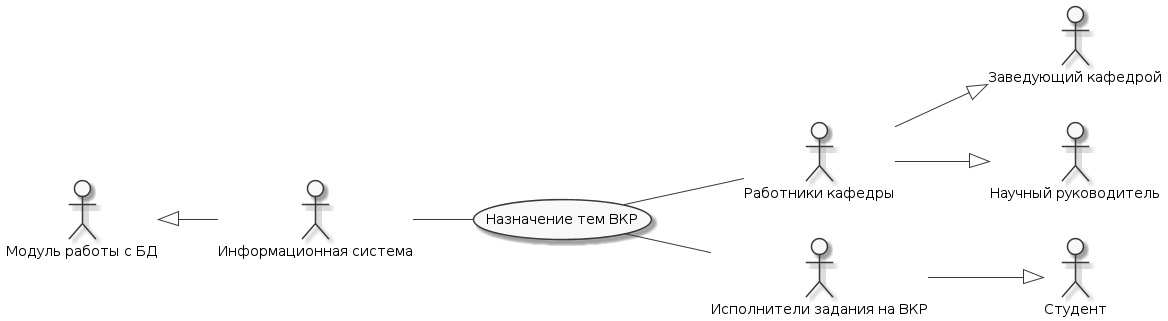 Заведующий кафедрой
Работники кафедры
Научный руководитель
Назначение тем ВКР
Модуль работы с БД
Информационная система
Исполнители задания на ВКР
Студент